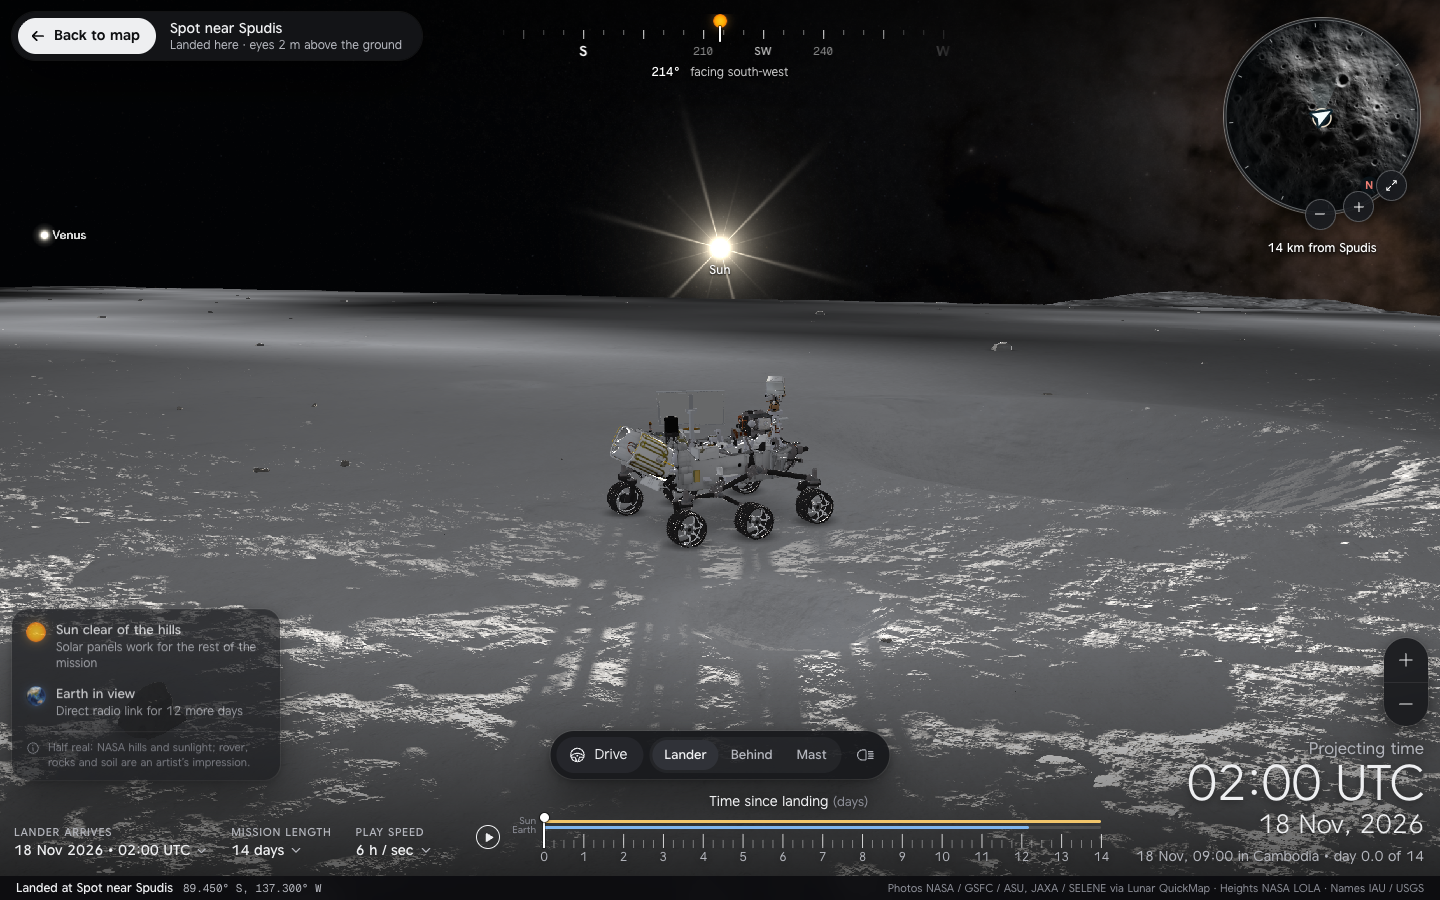 Back to map
Spot near Spudis
Landed here · eyes 2 m above the ground
S 210 SW 240 W
214° facing south-west
N
14 km from Spudis
Venus
Sun
Sun clear of the hills
Solar panels work for the rest of the
mission
Earth in view
Direct radio link for 12 more days
Half real: NASA hills and sunlight; rover,
rocks and soil are an artist's impression.
Drive Lander Behind Mast
Projecting time
02:00 UTC
18 Nov, 2026
18 Nov, 09:00 in Cambodia • day 0.0 of 14
Time since landing (days)
Sun
Earth
0 1 2 3 4 5 6 7 8 9 10 11 12 13 14
LANDER ARRIVES
18 Nov 2026 • 02:00 UTC
MISSION LENGTH
14 days
PLAY SPEED
6 h / sec
Landed at Spot near Spudis 89.450° S, 137.300° W
Photos NASA / GSFC / ASU, JAXA / SELENE via Lunar QuickMap · Heights NASA LOLA · Names IAU / USGS